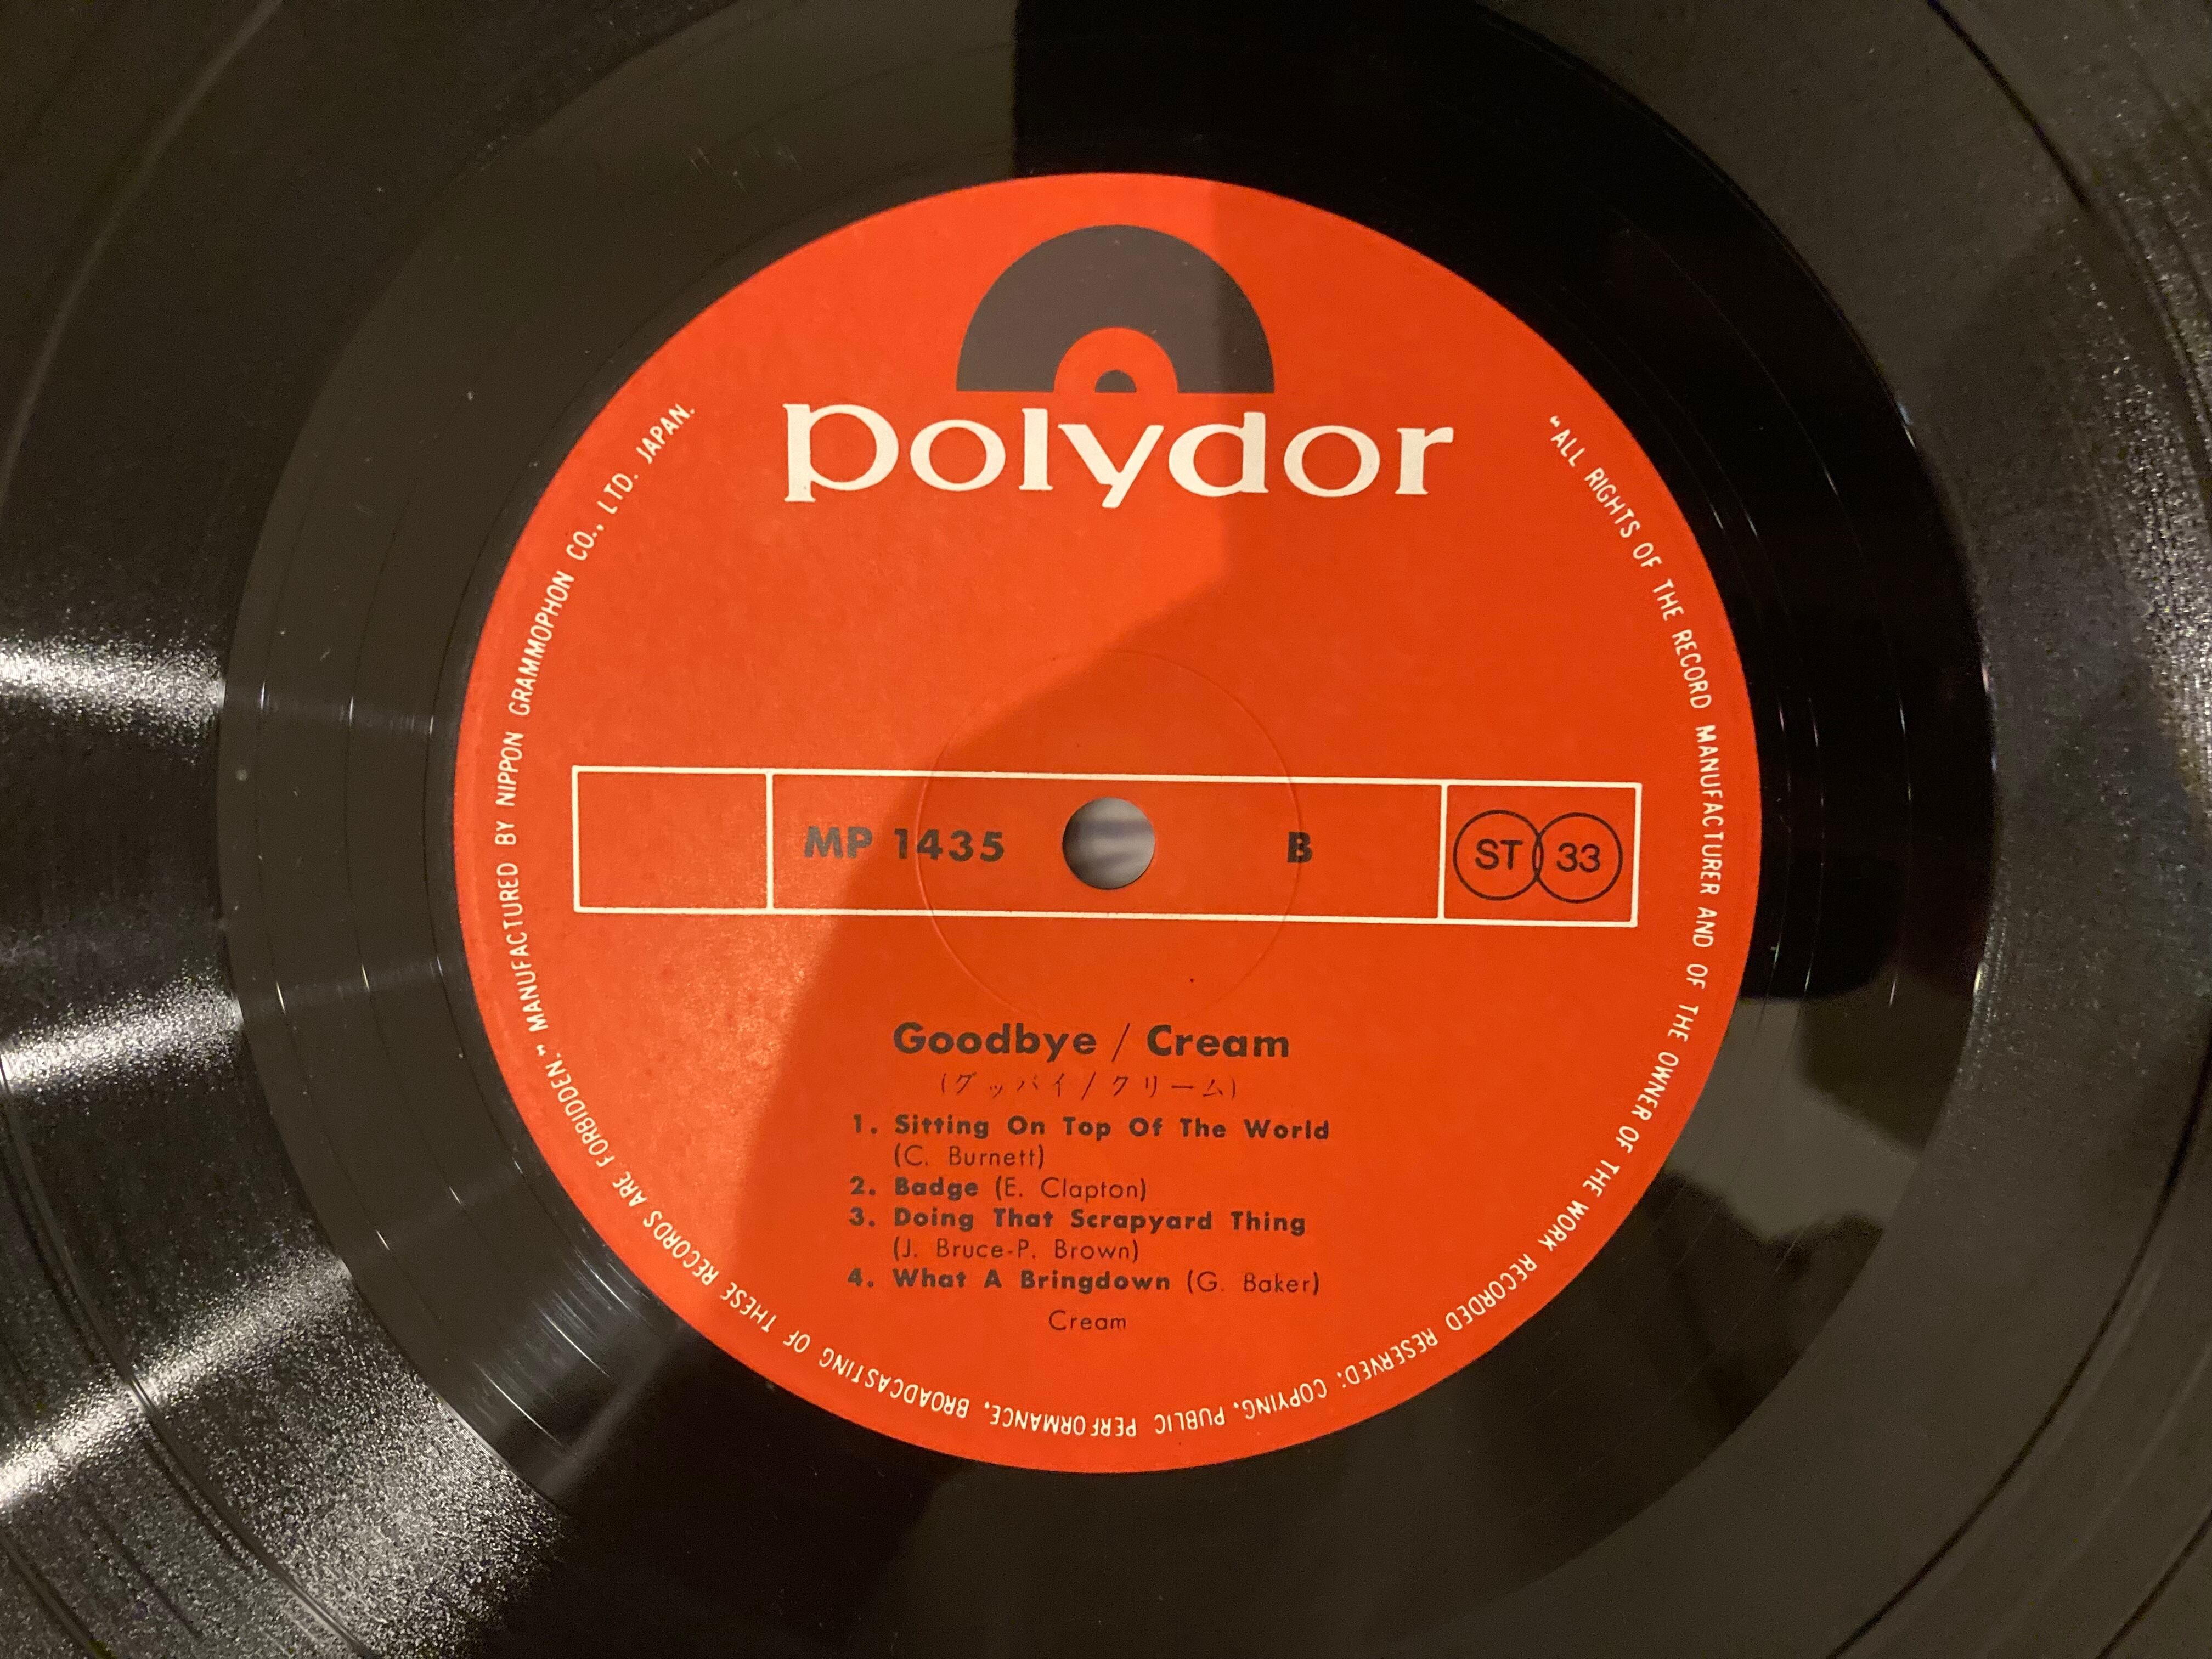 polydor
MP 1435 B ST 33
Goodbye / Cream
(グッバイ/クリーム)
1. Sitting On Top Of The World
(C. Burnett)
2. Badge (E. Clapton)
3. Doing That Scrapyard Thing
(J. Bruce-P. Brown)
4. What A Bringdown (G. Baker)
Cream
"ALL RIGHTS OF THE RECORD MANUFACTURER AND OF THE OWNER OF THE WORK RECORDED RESERVED; COPYING, PUBLIC PERFORMANCE, BROADCASTING OF THESE RECORDS ARE FORBIDDEN." MANUFACTURED BY NIPPON GRAMMOPHON CO., LTD. JAPAN.